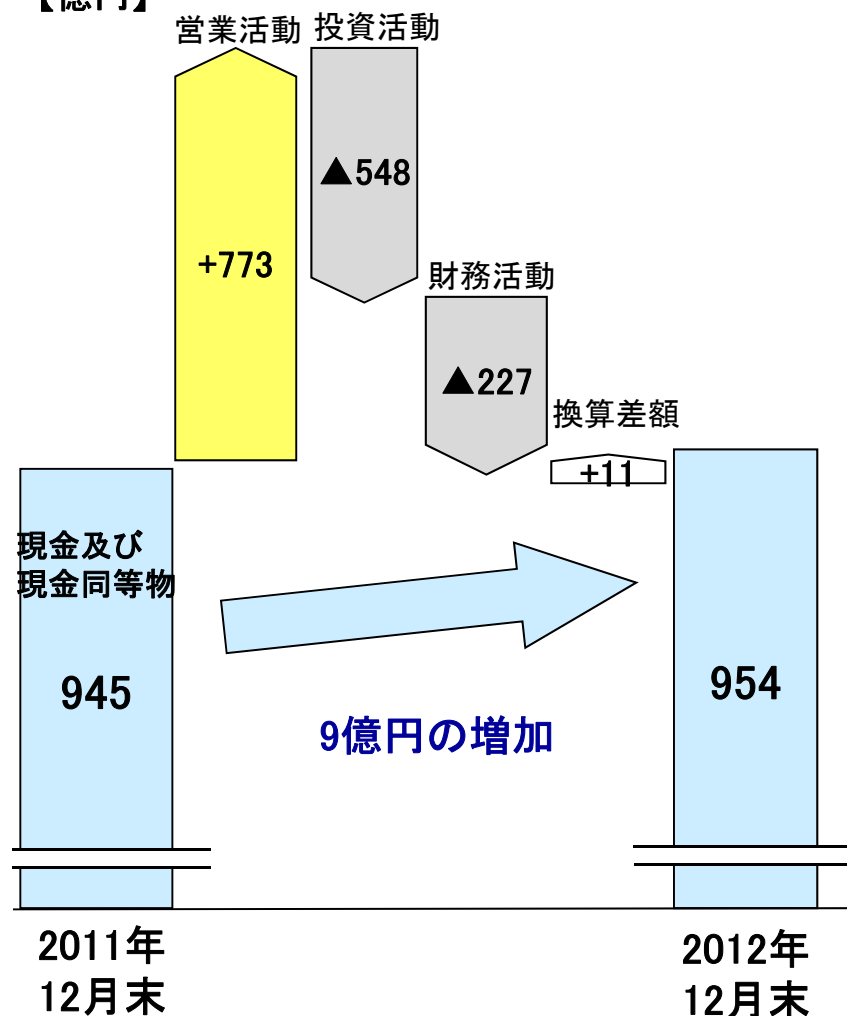 【億円】
営業活動
投資活動
▲548
+773
財務活動
▲227
換算差額
+11
現金及び
現金同等物
945
954
9億円の増加
2011年
12月末
2012年
12月末